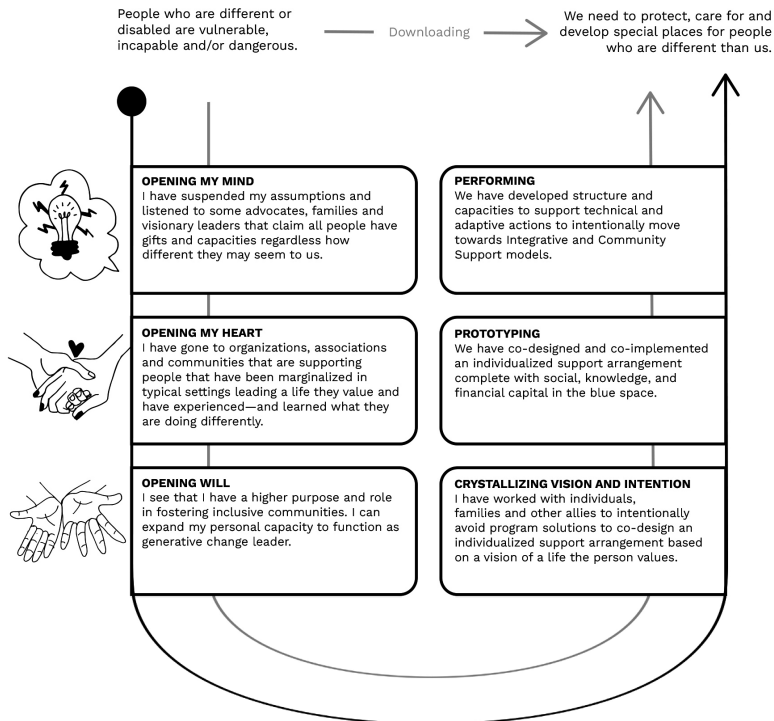 People who are different or
disabled are vulnerable,
incapable and/or dangerous.
Downloading
We need to protect, care for and
develop special places for people
who are different than us.
OPENING MY MIND
I have suspended my assumptions and
listened to some advocates, families and
visionary leaders that claim all people have
gifts and capacities regardless how
different they may seem to us.
PERFORMING
We have developed structure and
capacities to support technical and
adaptive actions to intentionally move
towards Integrative and Community
Support models.
OPENING MY HEART
I have gone to organizations, associations
and communities that are supporting
people that have been marginalized in
typical settings leading a life they value and
have experienced—and learned what they
are doing differently.
PROTOTYPING
We have co-designed and co-implemented
an individualized support arrangement
complete with social, knowledge, and
financial capital in the blue space.
OPENING WILL
I see that I have a higher purpose and role
in fostering inclusive communities. I can
expand my personal capacity to function as
generative change leader.
CRYSTALLIZING VISION AND INTENTION
I have worked with individuals,
families and other allies to intentionally
avoid program solutions to co-design an
individualized support arrangement based
on a vision of a life the person values.